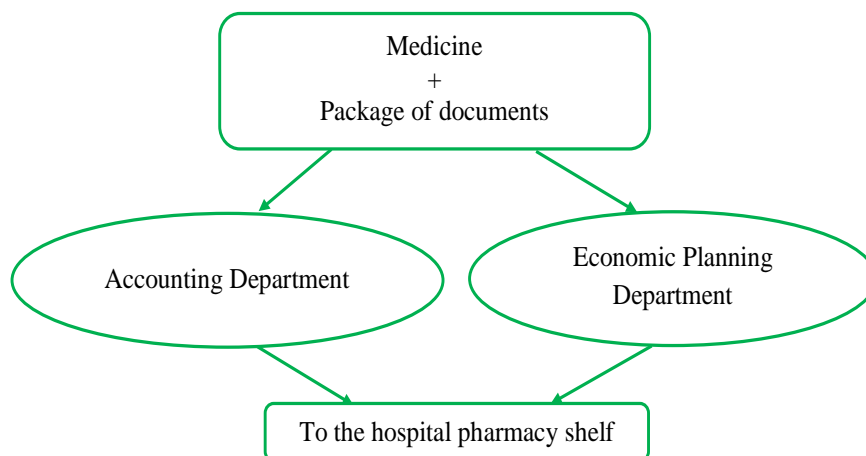 Medicine
+
Package of documents
Accounting Department
Economic Planning
Department
To the hospital pharmacy shelf